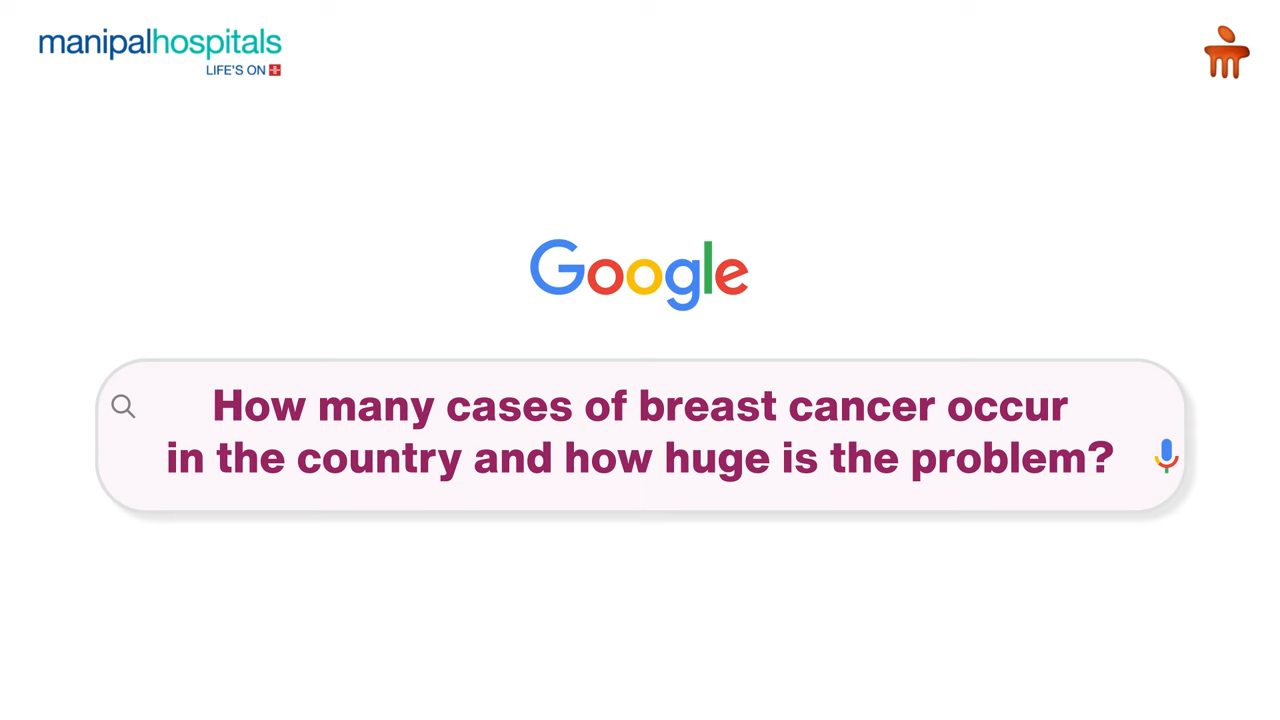 manipalhospitals
LIFE'S ON
Google
How many cases of breast cancer occur
in the country and how huge is the problem?